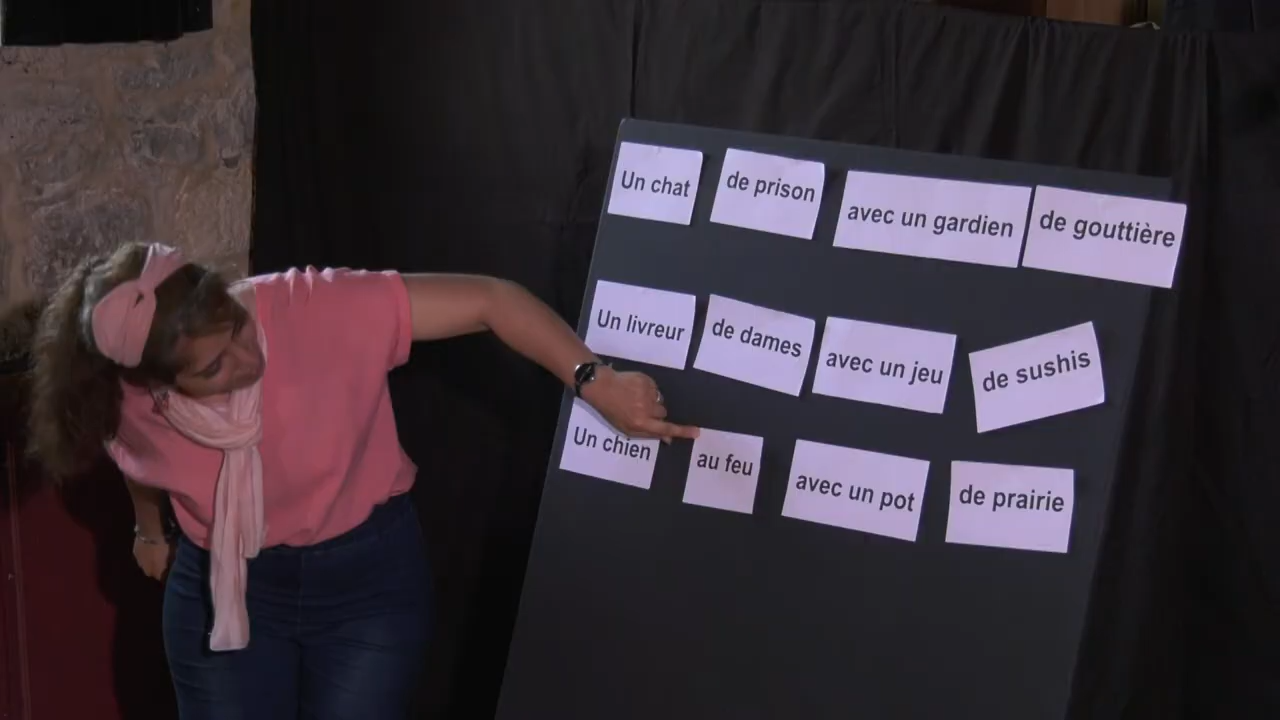 Un chat de prison avec un gardien de gouttière
Un livreur de dames avec un jeu de sushis
Un chien au feu avec un pot de prairie